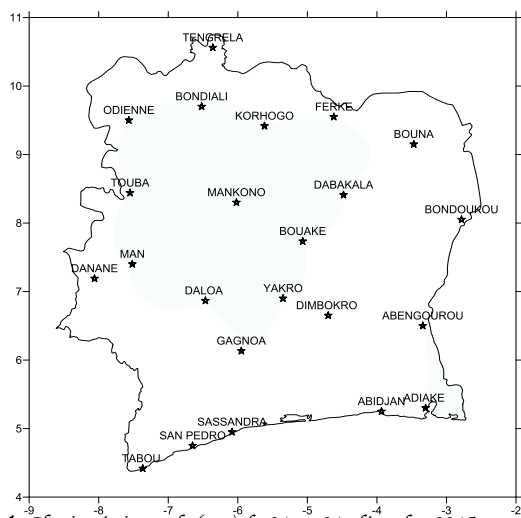 11
TENGRELA
10
BONDIALI
ODIENNE
FERKE
KORHOGO
BOUNA
9
TOUBA
DABAKALA
MANKONO
BONDOUKOU
8
BOUAKE
MAN
DANANE
7
DALOA
YAKRO
DIMBOKRO
ABENGOUROU
GAGNOA
6
ABIDJAN
ADIAKE
5
SASSANDRA
SAN PEDRO
TABOU
4
-9 -8 -7 -6 -5 -4 -3 -2